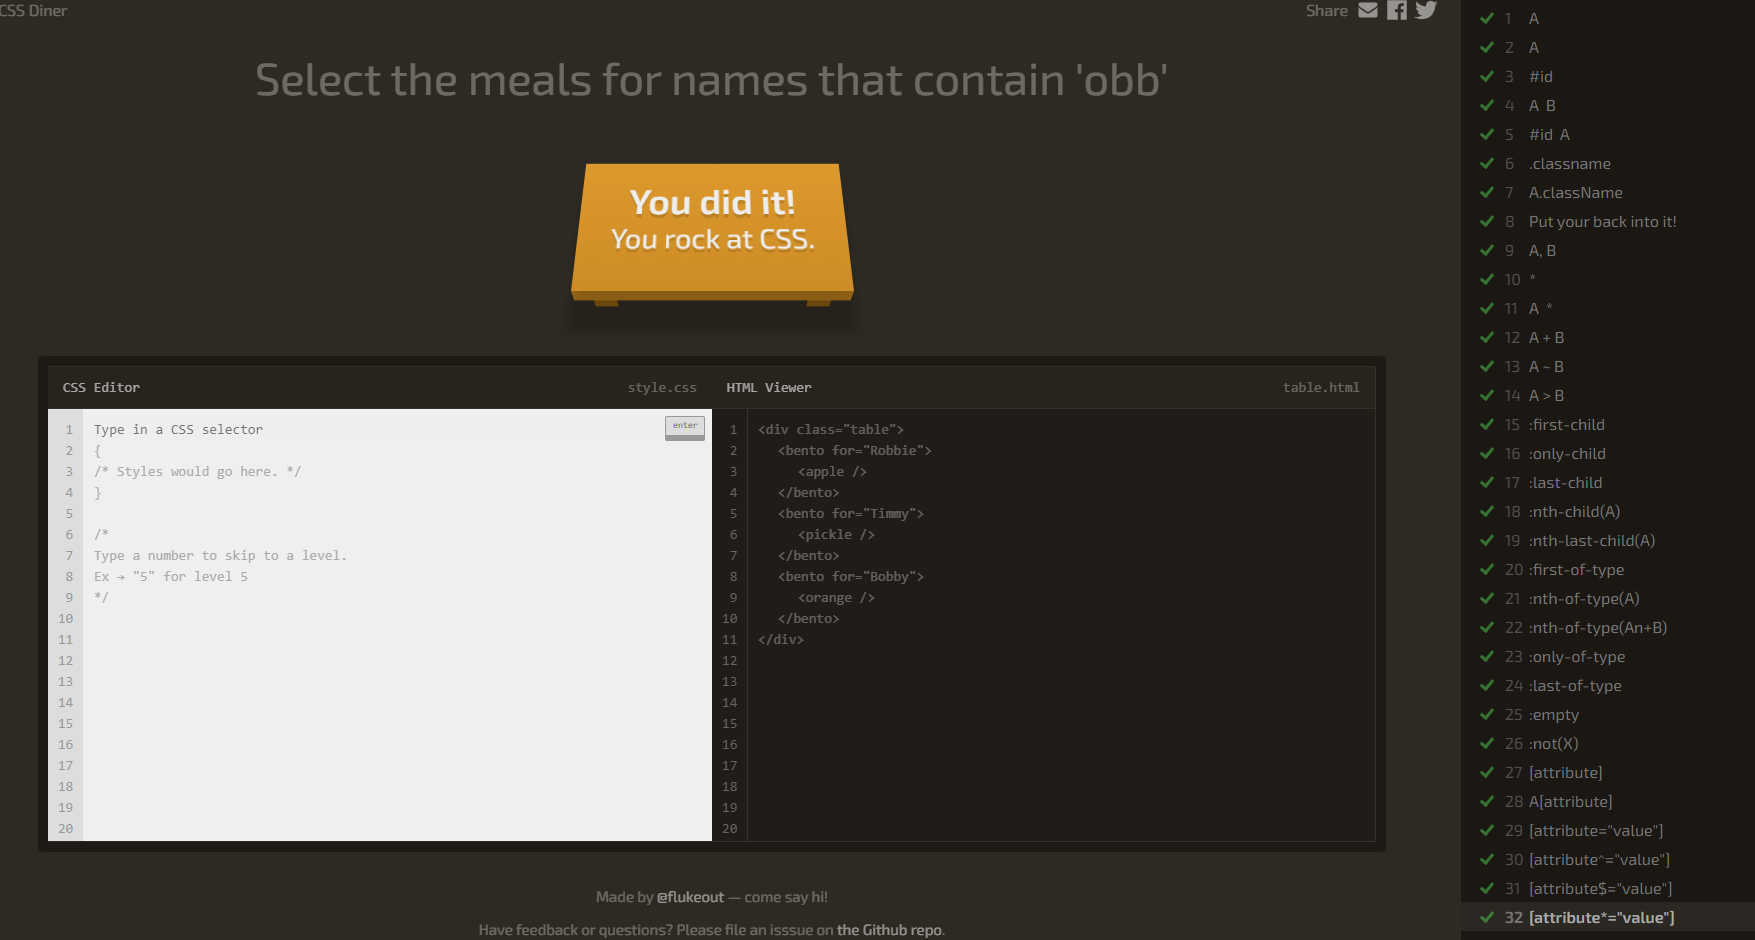 CSS Diner
Share
Select the meals for names that contain 'obb'
You did it!
You rock at CSS.
CSS Editor
style.css
enter
1 Type in a CSS selector
2 {
3 /* Styles would go here. */
4 }
5
6 /*
7 Type a number to skip to a level.
8 Ex → "5" for level 5
9 */
10
11
12
13
14
15
16
17
18
19
20
HTML Viewer
table.html
1 <div class="table">
2 <bento for="Robbie">
3 <apple />
4 </bento>
5 <bento for="Timmy">
6 <pickle />
7 </bento>
8 <bento for="Bobby">
9 <orange />
10 </bento>
11 </div>
12
13
14
15
16
17
18
19
20
Made by @flukeout — come say hi!
Have feedback or questions? Please file an isssue on the Github repo.
1 A
2 A
3 #id
4 A B
5 #id A
6 .classname
7 A.className
8 Put your back into it!
9 A, B
10 *
11 A *
12 A + B
13 A ~ B
14 A > B
15 :first-child
16 :only-child
17 :last-child
18 :nth-child(A)
19 :nth-last-child(A)
20 :first-of-type
21 :nth-of-type(A)
22 :nth-of-type(An+B)
23 :only-of-type
24 :last-of-type
25 :empty
26 :not(X)
27 [attribute]
28 A[attribute]
29 [attribute="value"]
30 [attribute^="value"]
31 [attribute$="value"]
32 [attribute*="value"]